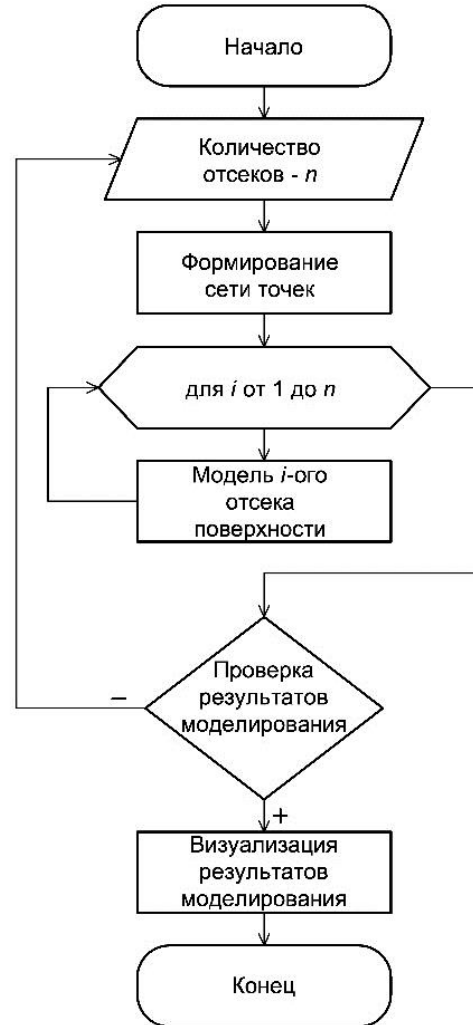 Начало
Количество
отсеков - n
Формирование
сети точек
для i от 1 до n
Модель i-ого
отсека
поверхности
Проверка
результатов
моделирования
–
+
Визуализация
результатов
моделирования
Конец